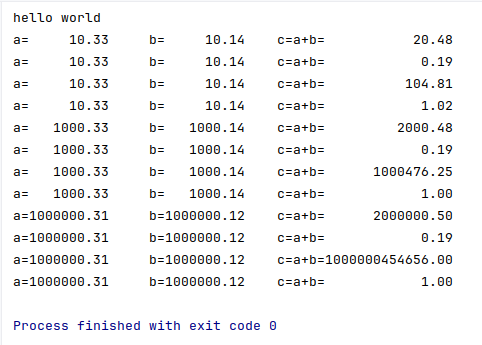 hello world
a=     10.33     b=     10.14    c=a+b=           20.48
a=     10.33     b=     10.14    c=a+b=            0.19
a=     10.33     b=     10.14    c=a+b=          104.81
a=     10.33     b=     10.14    c=a+b=            1.02
a=   1000.33     b=   1000.14    c=a+b=         2000.48
a=   1000.33     b=   1000.14    c=a+b=            0.19
a=   1000.33     b=   1000.14    c=a+b=      1000476.25
a=   1000.33     b=   1000.14    c=a+b=            1.00
a=1000000.31     b=1000000.12    c=a+b=      2000000.50
a=1000000.31     b=1000000.12    c=a+b=            0.19
a=1000000.31     b=1000000.12    c=a+b=1000000454656.00
a=1000000.31     b=1000000.12    c=a+b=            1.00
Process finished with exit code 0